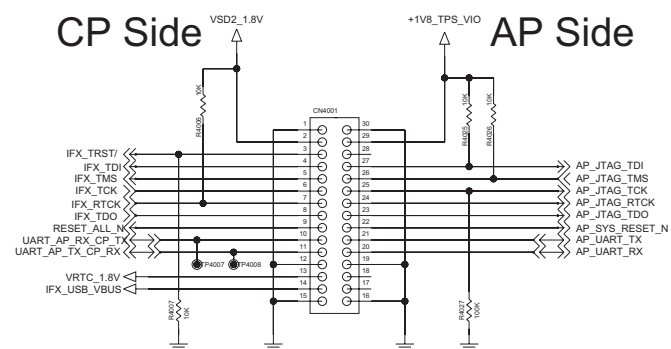 CP Side
VSD2_1.8V
+1V8_TPS_VIO
AP Side
10K
R4006
CN4001
10K
R4025
10K
R4026
1
30
2
29
IFX_TRST/
3
28
IFX_TDI
4
27
AP_JTAG_TDI
IFX_TMS
5
26
AP_JTAG_TMS
IFX_TCK
6
25
AP_JTAG_TCK
IFX_RTCK
7
24
AP_JTAG_RTCK
IFX_TDO
8
23
AP_JTAG_TDO
RESET_ALL_N
9
22
AP_SYS_RESET_N
UART_AP_RX_CP_TX
10
21
AP_UART_TX
UART_AP_TX_CP_RX
11
20
AP_UART_RX
TP4007
TP4008
12
19
VRTC_1.8V
13
18
IFX_USB_VBUS
14
17
15
16
R4007
10K
R4027
100K